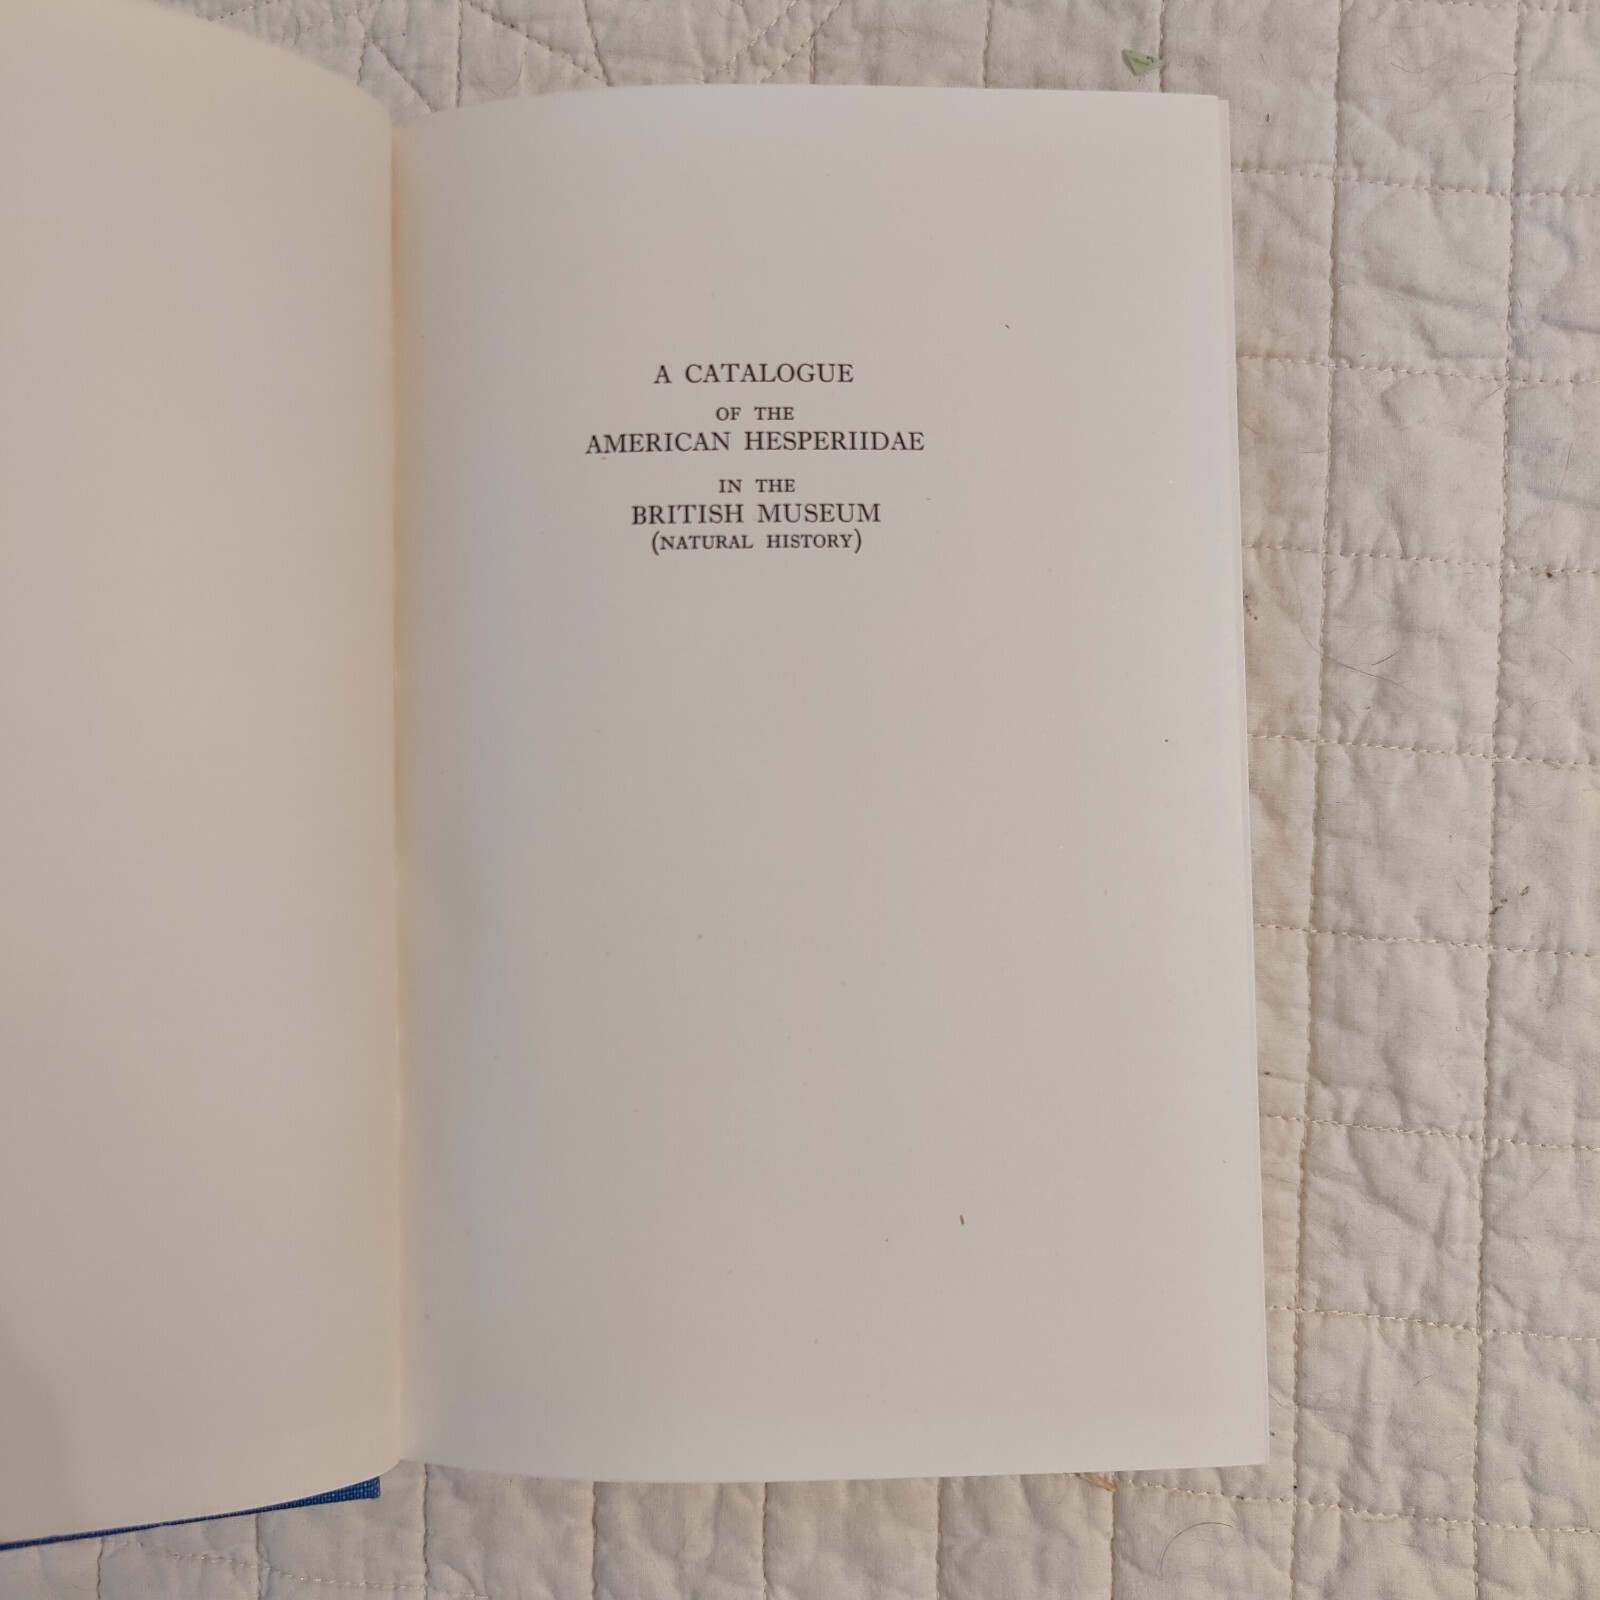 A CATALOGUE
OF THE
AMERICAN HESPERIIDAE
IN THE
BRITISH MUSEUM
(NATURAL HISTORY)